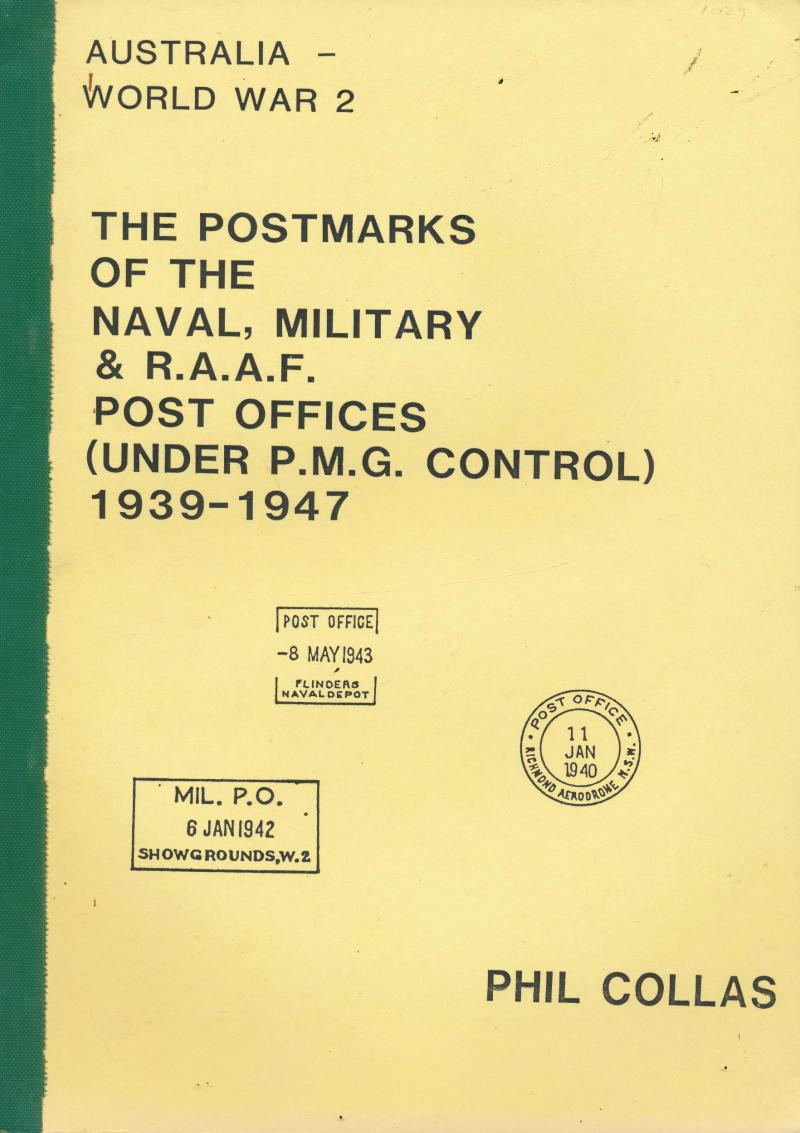 1029
AUSTRALIA –
WORLD WAR 2
THE POSTMARKS
OF THE
NAVAL, MILITARY
& R.A.A.F.
POST OFFICES
(UNDER P.M.G. CONTROL)
1939-1947
POST OFFICE
-8 MAY 1943
FLINDERS
NAVAL DEPOT
POST OFFICE
11
JAN
1940
RICHMOND AERODROME N.S.W.
MIL. P.O.
6 JAN 1942
SHOWGROUNDS, W.2
PHIL COLLAS